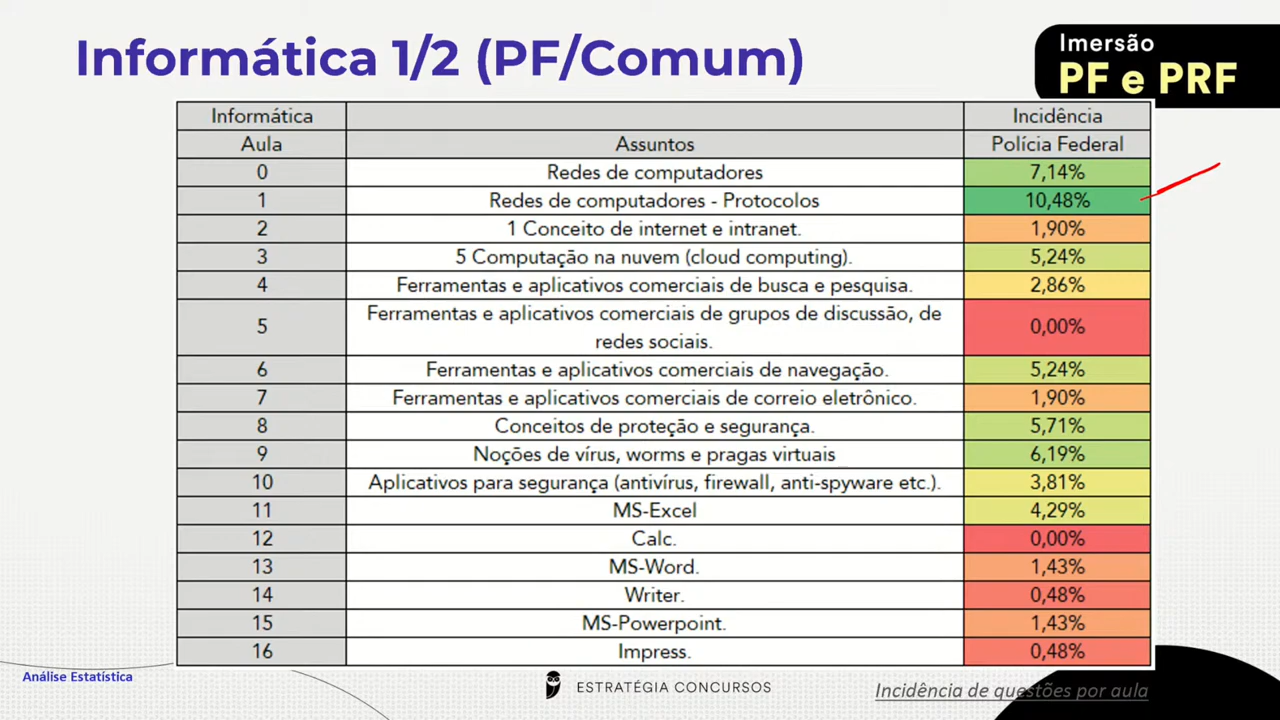 Informática 1/2 (PF/Comum)
Imersão
PF e PRF
Informática Incidência
Aula Assuntos Polícia Federal
0 Redes de computadores 7,14%
1 Redes de computadores - Protocolos 10,48%
2 1 Conceito de internet e intranet. 1,90%
3 5 Computação na nuvem (cloud computing). 5,24%
4 Ferramentas e aplicativos comerciais de busca e pesquisa. 2,86%
5 Ferramentas e aplicativos comerciais de grupos de discussão, de
redes sociais. 0,00%
6 Ferramentas e aplicativos comerciais de navegação. 5,24%
7 Ferramentas e aplicativos comerciais de correio eletrônico. 1,90%
8 Conceitos de proteção e segurança. 5,71%
9 Noções de vírus, worms e pragas virtuais 6,19%
10 Aplicativos para segurança (antivírus, firewall, anti-spyware etc.). 3,81%
11 MS-Excel 4,29%
12 Calc. 0,00%
13 MS-Word. 1,43%
14 Writer. 0,48%
15 MS-Powerpoint. 1,43%
16 Impress. 0,48%
Análise Estatística
ESTRATÉGIA CONCURSOS
Incidência de questões por aula